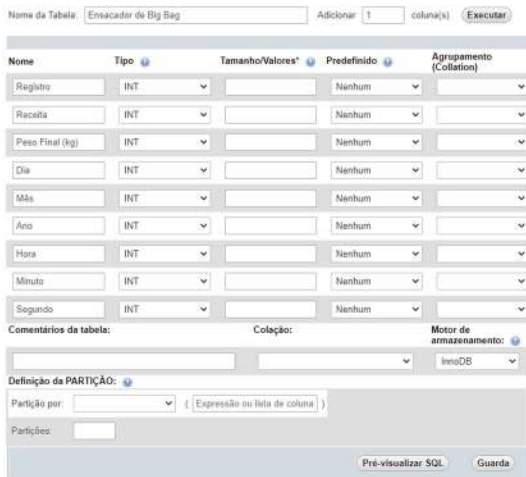 Nome da Tabela: Ensacador de Big Bag Adicionar 1 coluna(s) Executar
Nome Tipo Tamanho/Valores* Predefinido Agrupamento (Collation)
Registro INT Nenhum
Receita INT Nenhum
Peso Final (kg) INT Nenhum
Dia INT Nenhum
Mês INT Nenhum
Ano INT Nenhum
Hora INT Nenhum
Minuto INT Nenhum
Segundo INT Nenhum
Comentários da tabela: Colação: Motor de armazenamento:
InnoDB
Definição da PARTIÇÃO:
Partição por: ( Expressão ou lista de coluna )
Partições:
Pré-visualizar SQL Guarda